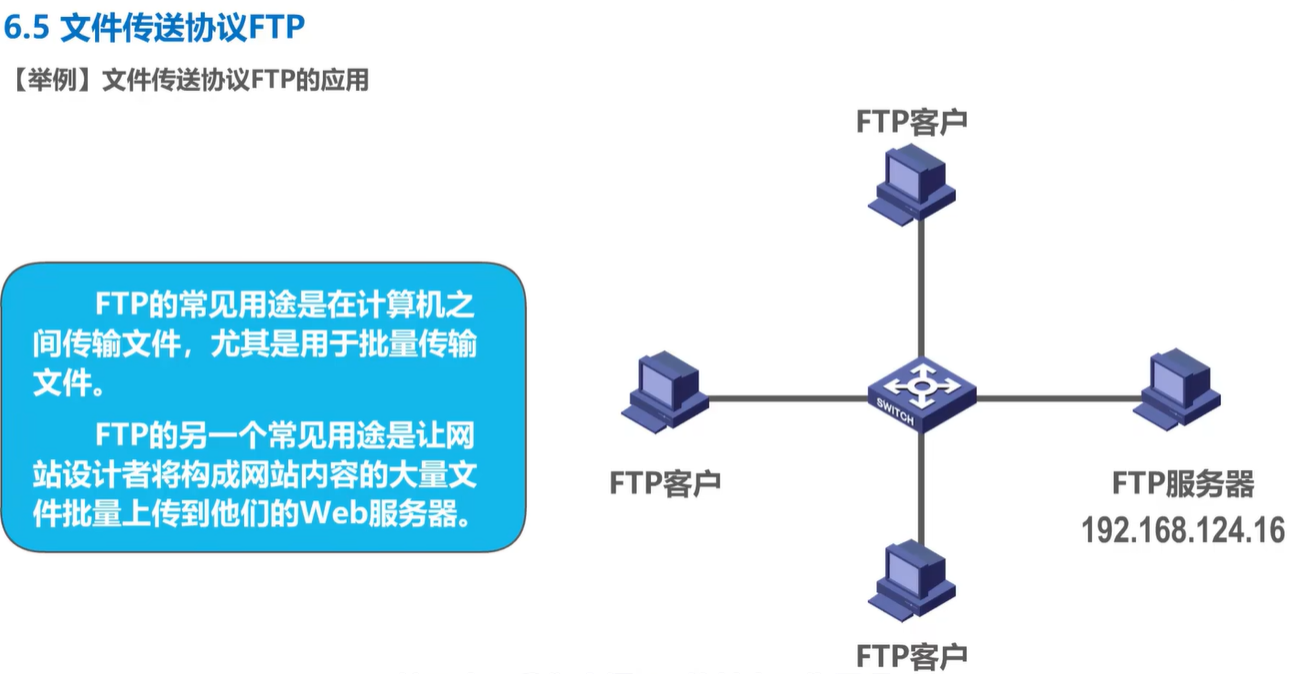 6.5 文件传送协议FTP
【举例】文件传送协议FTP的应用
FTP的常见用途是在计算机之
间传输文件，尤其是用于批量传输
文件。
FTP的另一个常见用途是让网
站设计者将构成网站内容的大量文
件批量上传到他们的Web服务器。
FTP客户
SWITCH
FTP客户
FTP服务器
192.168.124.16
FTP客户